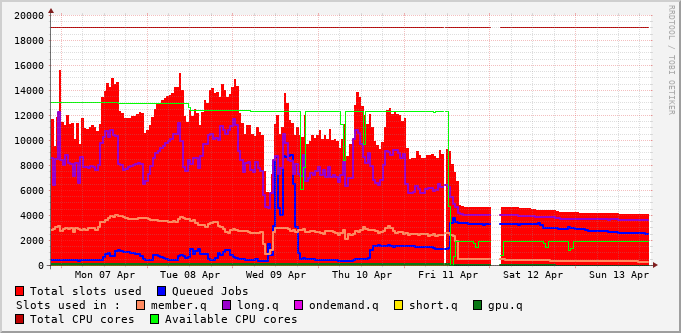 20000
18000
16000
14000
12000
10000
8000
6000
4000
2000
0
Mon 07 Apr Tue 08 Apr Wed 09 Apr Thu 10 Apr Fri 11 Apr Sat 12 Apr Sun 13 Apr
RRDTOOL / TOBI OETIKER
Total slots used Queued Jobs
Slots used in : member.q long.q ondemand.q short.q gpu.q
Total CPU cores Available CPU cores